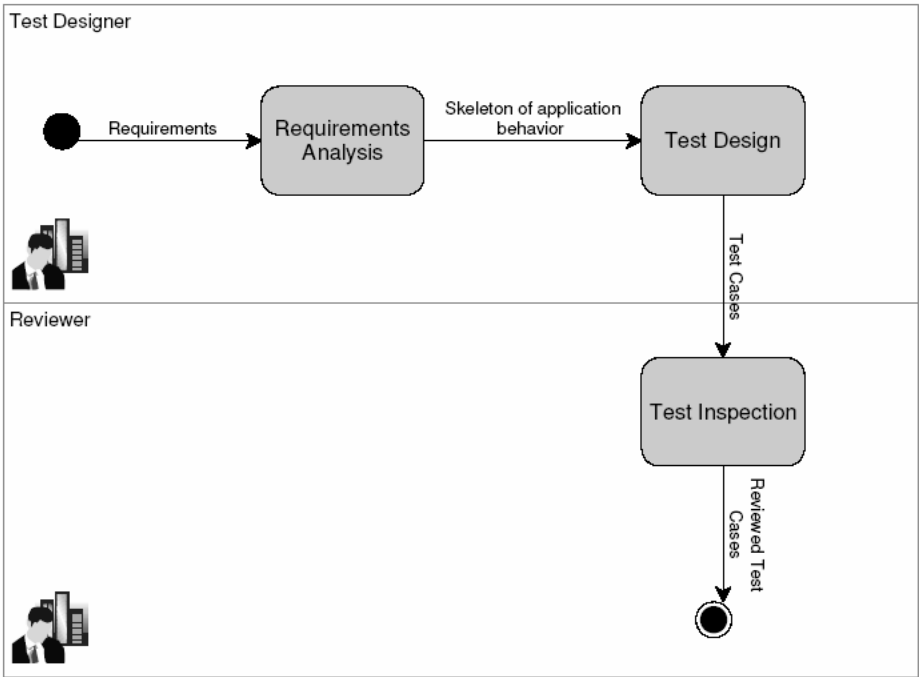 Test Designer
Requirements
Requirements
Analysis
Skeleton of application
behavior
Test Design
Test Cases
Reviewer
Test Inspection
Reviewed Test
Cases